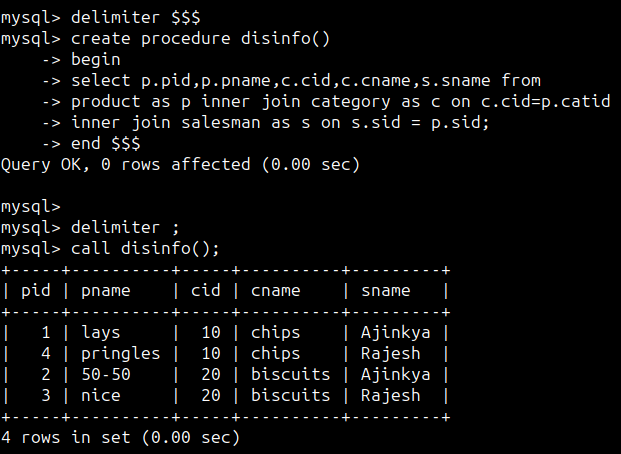 mysql> delimiter $$$
mysql> create procedure disinfo()
    -> begin
    -> select p.pid,p.pname,c.cid,c.cname,s.sname from
    -> product as p inner join category as c on c.cid=p.catid
    -> inner join salesman as s on s.sid = p.sid;
    -> end $$$
Query OK, 0 rows affected (0.00 sec)

mysql>
mysql> delimiter ;
mysql> call disinfo();
+-----+----------+-----+----------+---------+
| pid | pname    | cid | cname    | sname   |
+-----+----------+-----+----------+---------+
|   1 | lays     |  10 | chips    | Ajinkya |
|   4 | pringles |  10 | chips    | Rajesh  |
|   2 | 50-50    |  20 | biscuits | Ajinkya |
|   3 | nice     |  20 | biscuits | Rajesh  |
+-----+----------+-----+----------+---------+
4 rows in set (0.00 sec)